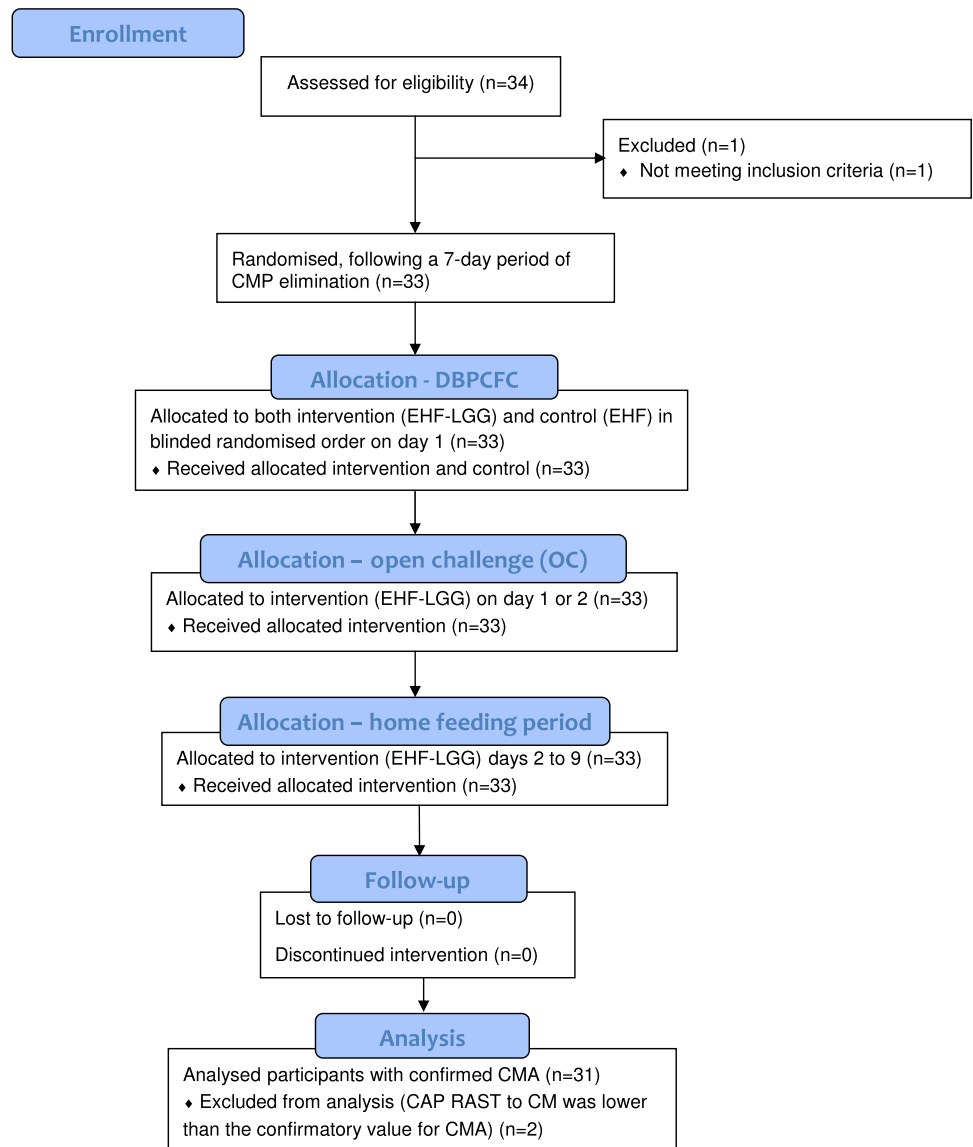 Enrollment
Assessed for eligibility (n=34)
Excluded (n=1)
♦ Not meeting inclusion criteria (n=1)
Randomised, following a 7-day period of
CMP elimination (n=33)
Allocation - DBPCFC
Allocated to both intervention (EHF-LGG) and control (EHF) in
blinded randomised order on day 1 (n=33)
♦ Received allocated intervention and control (n=33)
Allocation – open challenge (OC)
Allocated to intervention (EHF-LGG) on day 1 or 2 (n=33)
♦ Received allocated intervention (n=33)
Allocation – home feeding period
Allocated to intervention (EHF-LGG) days 2 to 9 (n=33)
♦ Received allocated intervention (n=33)
Follow-up
Lost to follow-up (n=0)
Discontinued intervention (n=0)
Analysis
Analysed participants with confirmed CMA (n=31)
♦ Excluded from analysis (CAP RAST to CM was lower
than the confirmatory value for CMA) (n=2)